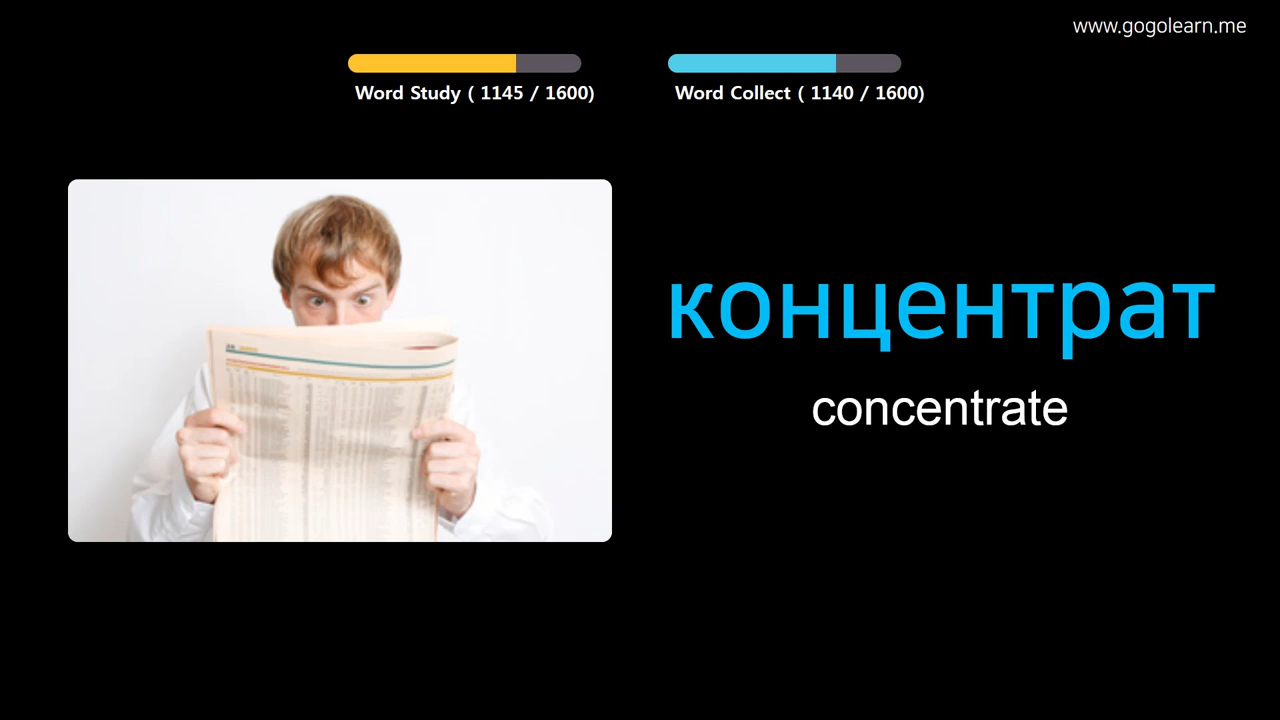 www.gogolearn.me
Word Study ( 1145 / 1600)
Word Collect ( 1140 / 1600)
концентрат
concentrate